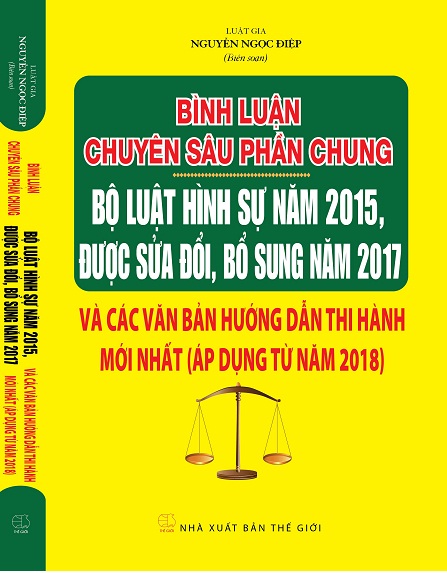 LUẬT GIA
NGUYỄN NGỌC ĐIỆP
(Biên soạn)
BÌNH LUẬN
CHUYÊN SÂU PHẦN CHUNG
BỘ LUẬT HÌNH SỰ NĂM 2015,
ĐƯỢC SỬA ĐỔI, BỔ SUNG NĂM 2017
VÀ CÁC VĂN BẢN HƯỚNG DẪN THI HÀNH
MỚI NHẤT (ÁP DỤNG TỪ NĂM 2018)
NHÀ XUẤT BẢN THẾ GIỚI
LUẬT GIA
NGUYỄN NGỌC ĐIỆP
(Biên soạn)
BÌNH LUẬN
CHUYÊN SÂU PHẦN CHUNG
BỘ LUẬT HÌNH SỰ NĂM 2015,
ĐƯỢC SỬA ĐỔI, BỔ SUNG NĂM 2017
VÀ CÁC VĂN BẢN HƯỚNG DẪN THI HÀNH
MỚI NHẤT (ÁP DỤNG TỪ NĂM 2018)